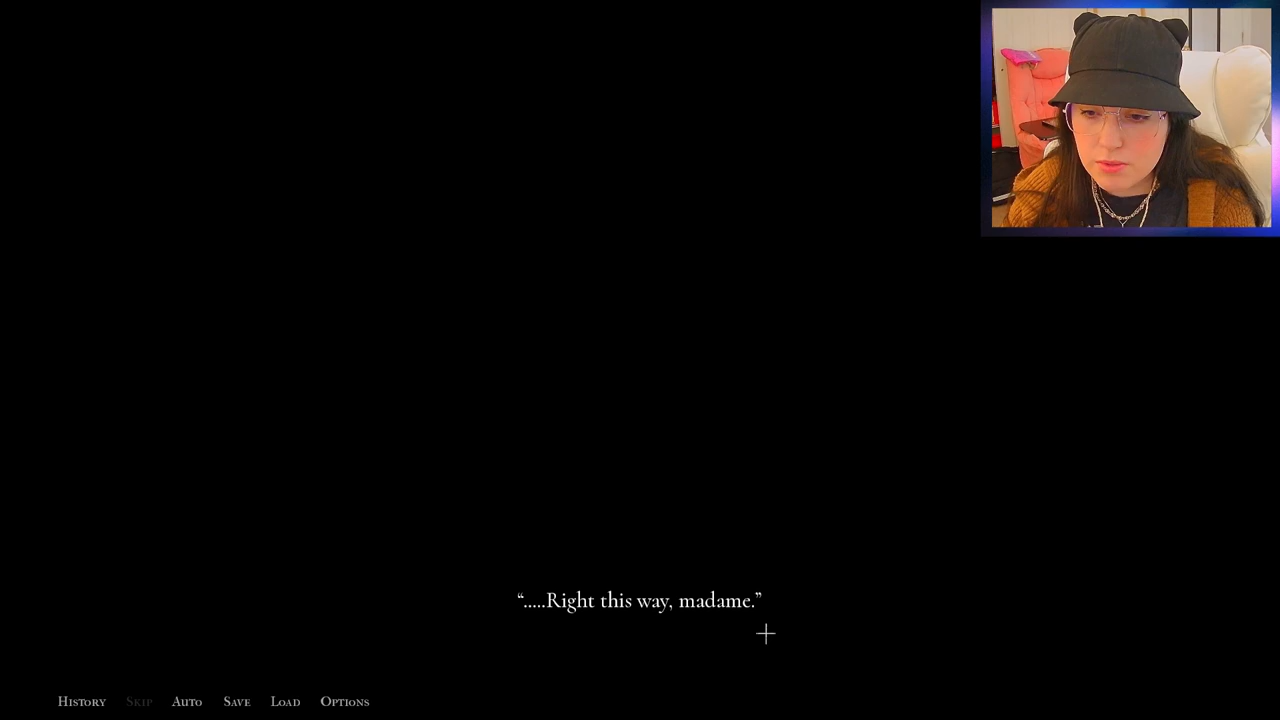 “.....Right this way, madame.”
History Skip Auto Save Load Options